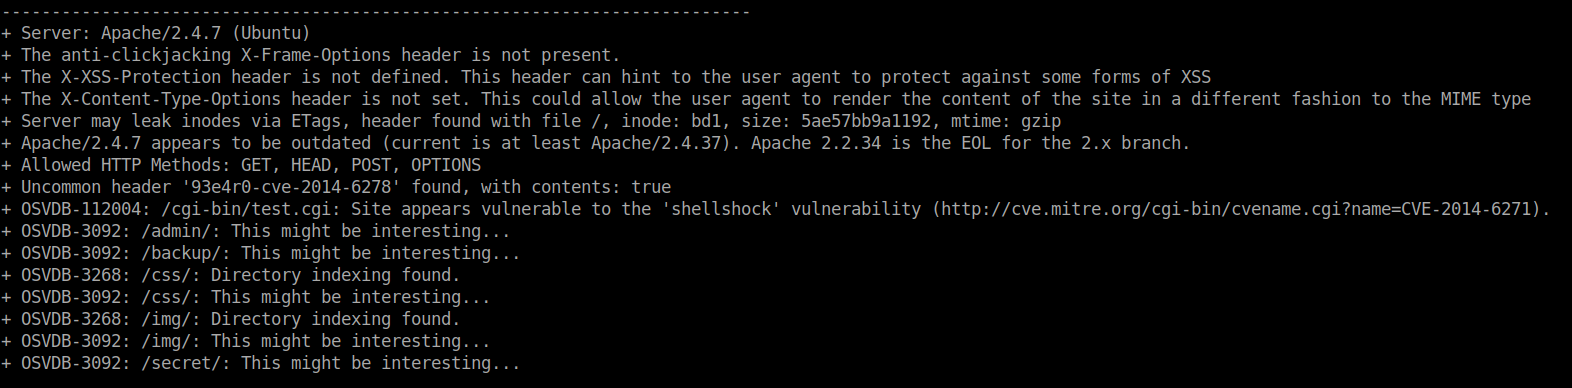 ---------------------------------------------------------------------------
+ Server: Apache/2.4.7 (Ubuntu)
+ The anti-clickjacking X-Frame-Options header is not present.
+ The X-XSS-Protection header is not defined. This header can hint to the user agent to protect against some forms of XSS
+ The X-Content-Type-Options header is not set. This could allow the user agent to render the content of the site in a different fashion to the MIME type
+ Server may leak inodes via ETags, header found with file /, inode: bd1, size: 5ae57bb9a1192, mtime: gzip
+ Apache/2.4.7 appears to be outdated (current is at least Apache/2.4.37). Apache 2.2.34 is the EOL for the 2.x branch.
+ Allowed HTTP Methods: GET, HEAD, POST, OPTIONS
+ Uncommon header '93e4r0-cve-2014-6278' found, with contents: true
+ OSVDB-112004: /cgi-bin/test.cgi: Site appears vulnerable to the 'shellshock' vulnerability (http://cve.mitre.org/cgi-bin/cvename.cgi?name=CVE-2014-6271).
+ OSVDB-3092: /admin/: This might be interesting...
+ OSVDB-3092: /backup/: This might be interesting...
+ OSVDB-3268: /css/: Directory indexing found.
+ OSVDB-3092: /css/: This might be interesting...
+ OSVDB-3268: /img/: Directory indexing found.
+ OSVDB-3092: /img/: This might be interesting...
+ OSVDB-3092: /secret/: This might be interesting...